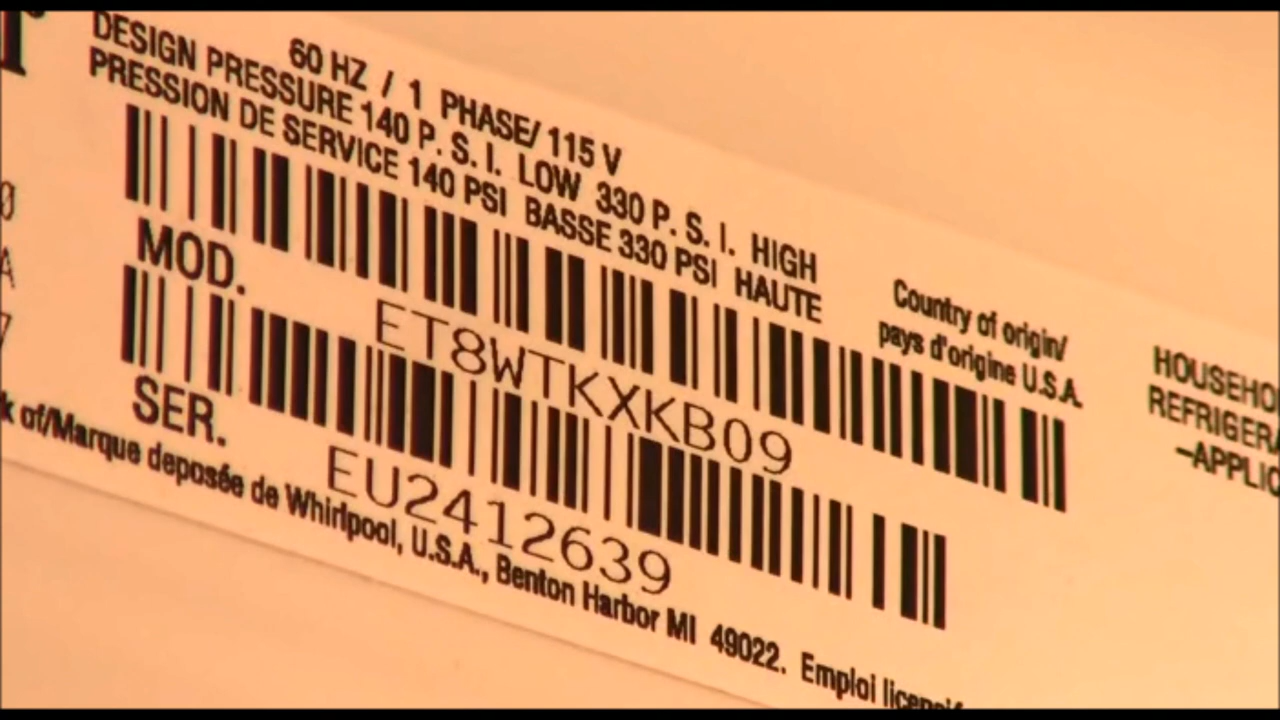 60 HZ / 1 PHASE/ 115 V
DESIGN PRESSURE 140 P. S. I. LOW 330 P. S. I. HIGH
PRESSION DE SERVICE 140 PSI BASSE 330 PSI HAUTE
MOD.
ET8WTKXKB09
SER.
EU2412639
Country of origin/
pays d'origine U.S.A.
HOUSEHO
REFRIGERA
-APPLIC
of/Marque deposée de Whirlpool, U.S.A., Benton Harbor MI 49022. Emploi